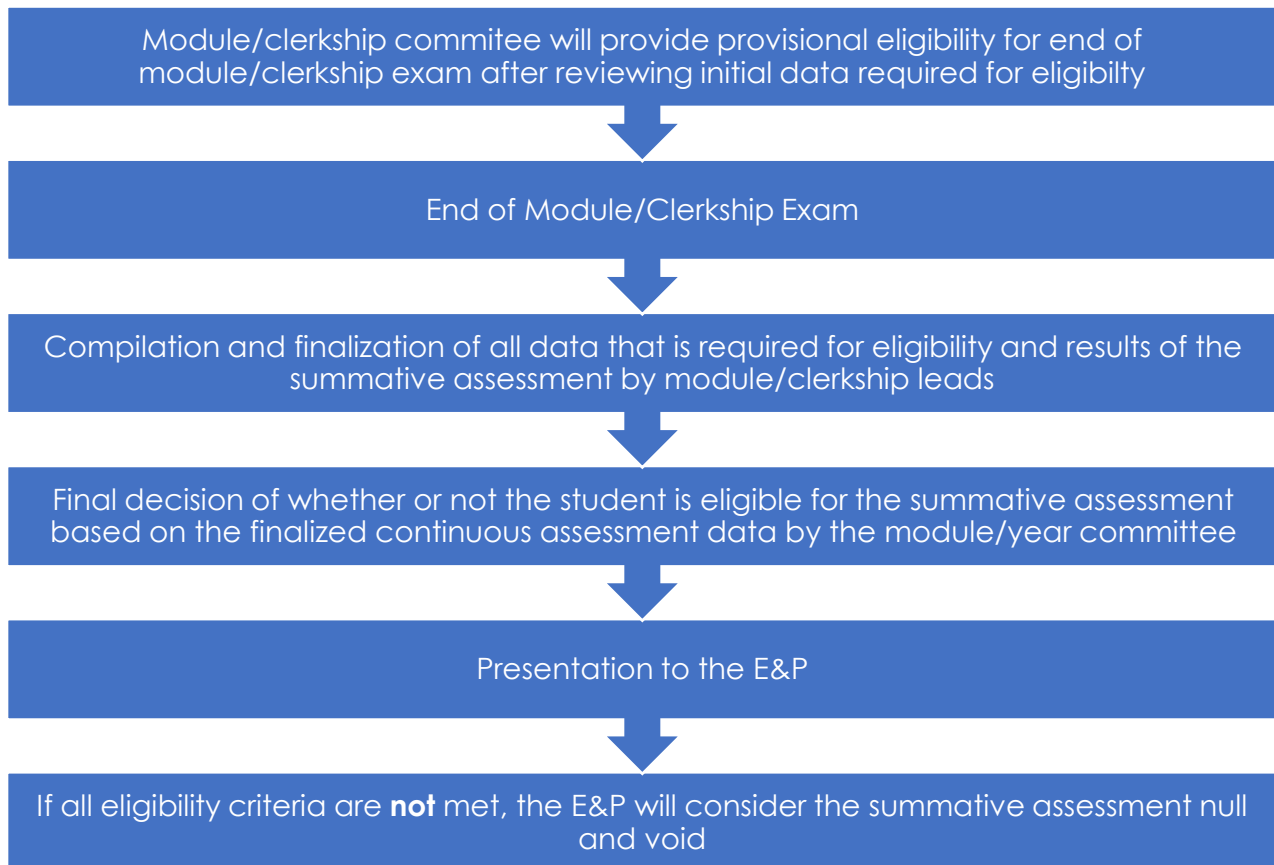 Module/clerkship commitee will provide provisional eligibility for end of
module/clerkship exam after reviewing initial data required for eligibilty
End of Module/Clerkship Exam
Compilation and finalization of all data that is required for eligibility and results of the
summative assessment by module/clerkship leads
Final decision of whether or not the student is eligible for the summative assessment
based on the finalized continuous assessment data by the module/year committee
Presentation to the E&P
If all eligibility criteria are not met, the E&P will consider the summative assessment null
and void